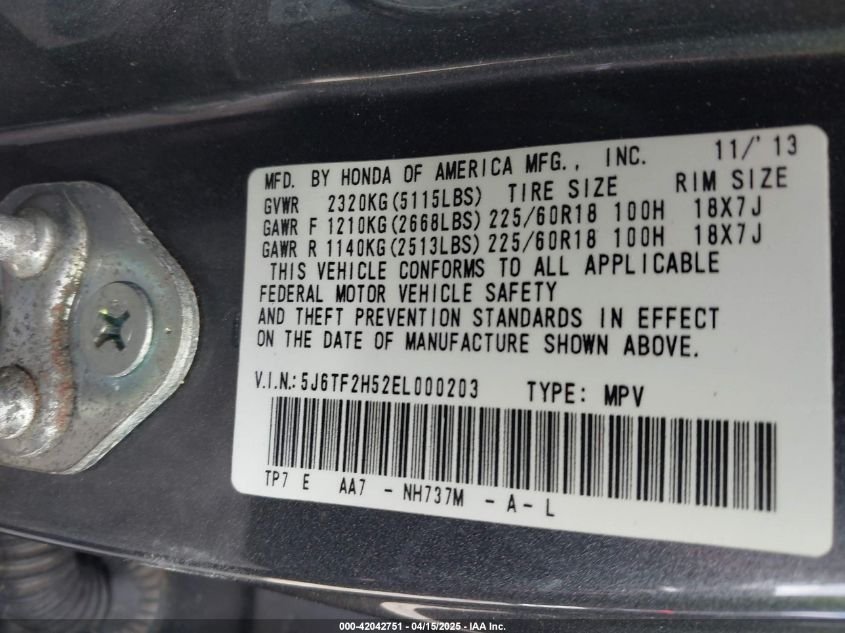 MFD. BY HONDA OF AMERICA MFG., INC. 11/'13
GVWR 2320KG(5115LBS) TIRE SIZE RIM SIZE
GAWR F 1210KG(2668LBS) 225/60R18 100H 18X7J
GAWR R 1140KG(2513LBS) 225/60R18 100H 18X7J
THIS VEHICLE CONFORMS TO ALL APPLICABLE
FEDERAL MOTOR VEHICLE SAFETY
AND THEFT PREVENTION STANDARDS IN EFFECT
ON THE DATE OF MANUFACTURE SHOWN ABOVE.
V.I.N.: 5J6TF2H52EL000203 TYPE: MPV
TP7 E AA7 - NH737M - A - L
000-42042751 - 04/15/2025 - IAA, Inc.